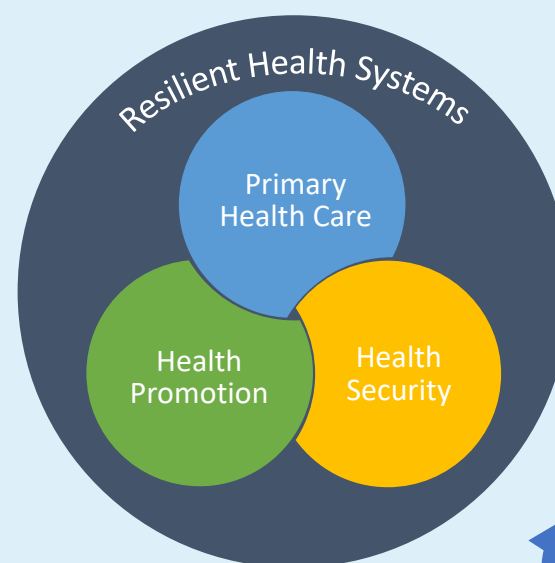 Resilient Health Systems
Primary
Health Care
Health
Promotion
Health
Security